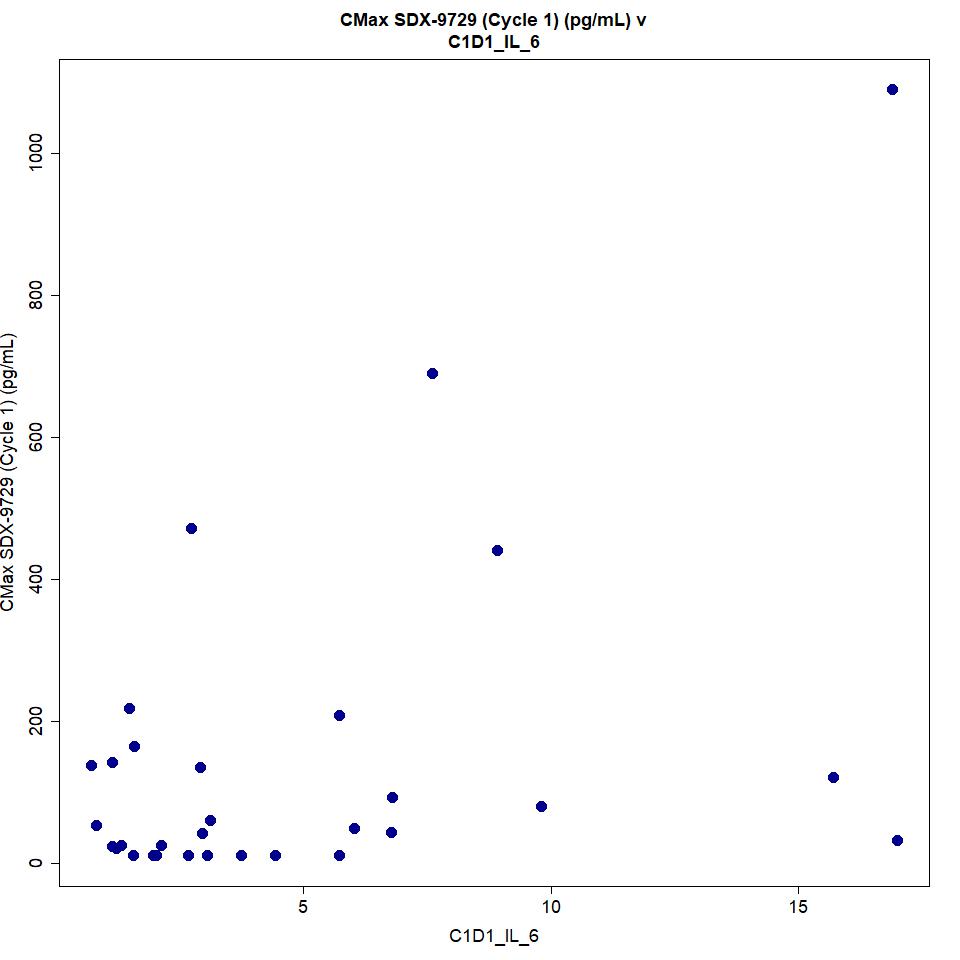 CMax SDX-9729 (Cycle 1) (pg/mL) v
C1D1_IL_6
1000
800
600
400
200
0
CMax SDX-9729 (Cycle 1) (pg/mL)
5
10
15
C1D1_IL_6